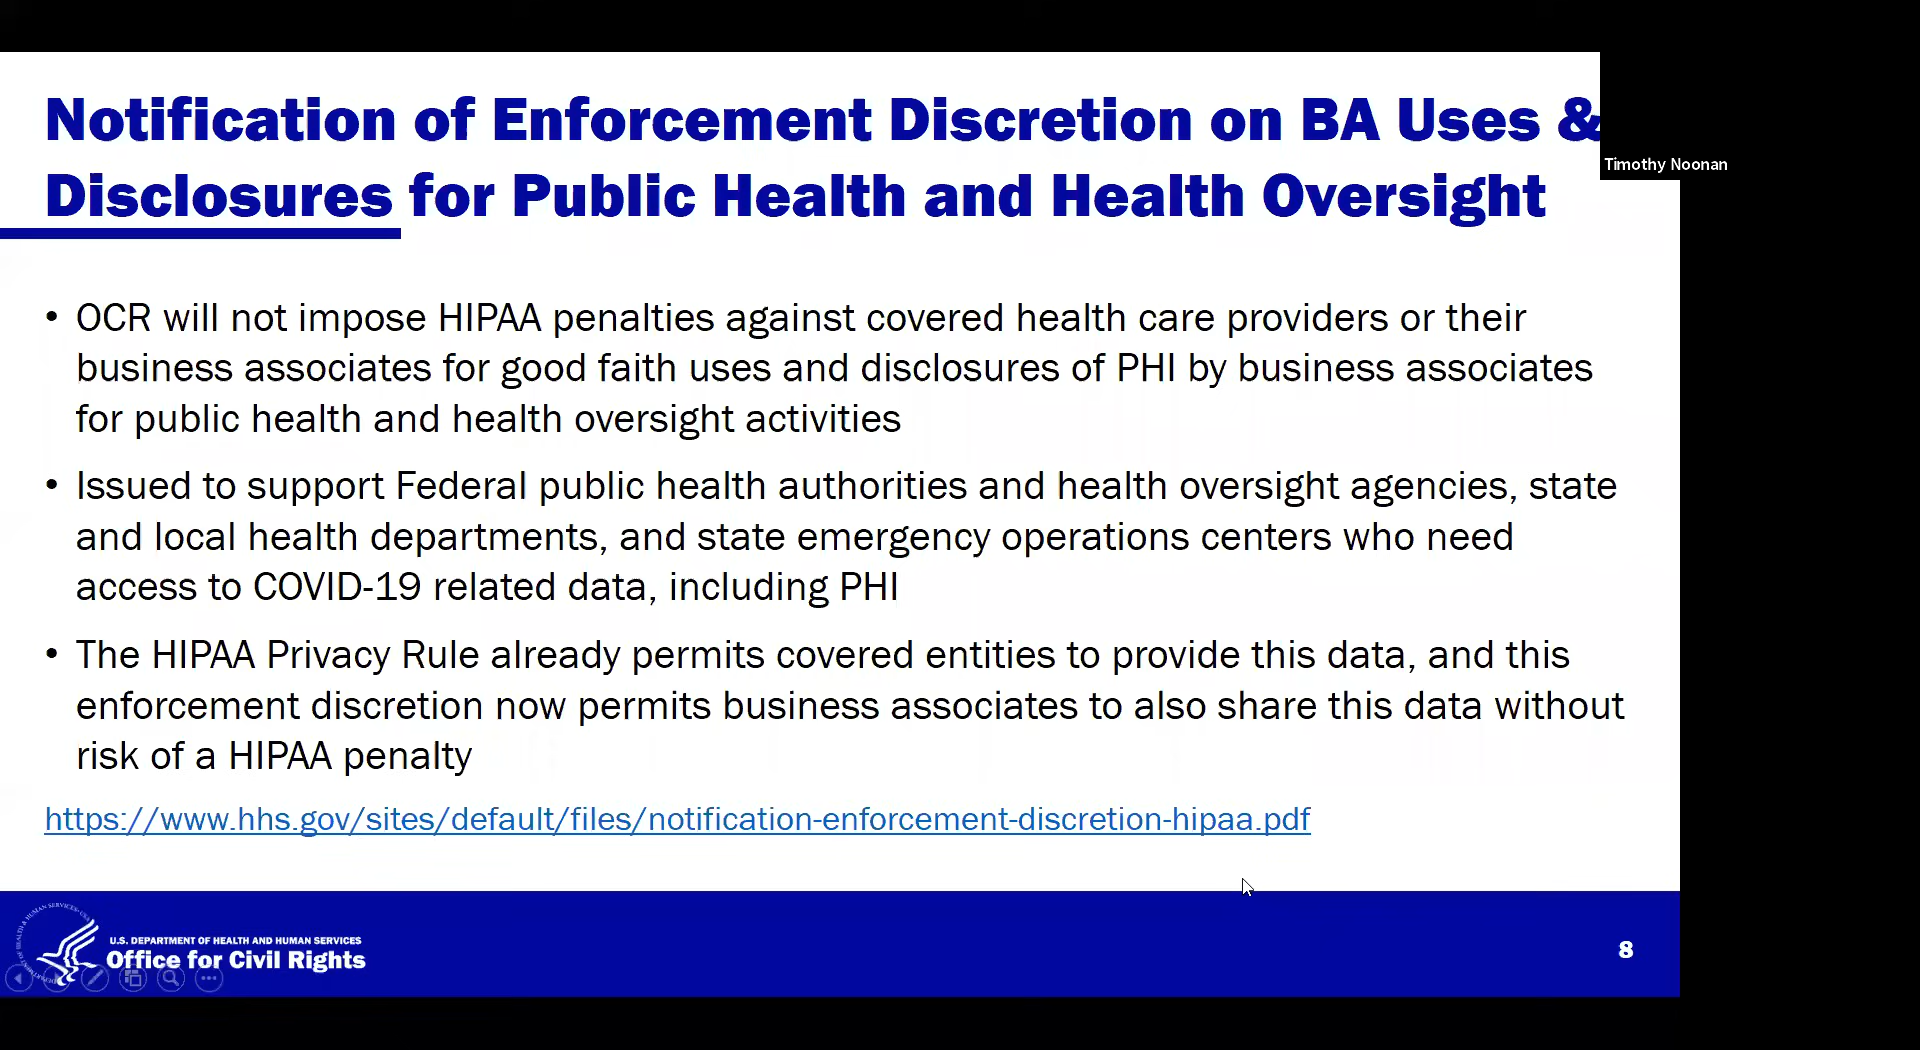 Notification of Enforcement Discretion on BA Uses &
Disclosures for Public Health and Health Oversight
Timothy Noonan
• OCR will not impose HIPAA penalties against covered health care providers or their
business associates for good faith uses and disclosures of PHI by business associates
for public health and health oversight activities
• Issued to support Federal public health authorities and health oversight agencies, state
and local health departments, and state emergency operations centers who need
access to COVID-19 related data, including PHI
• The HIPAA Privacy Rule already permits covered entities to provide this data, and this
enforcement discretion now permits business associates to also share this data without
risk of a HIPAA penalty
https://www.hhs.gov/sites/default/files/notification-enforcement-discretion-hipaa.pdf
U.S. DEPARTMENT OF HEALTH AND HUMAN SERVICES
Office for Civil Rights
8